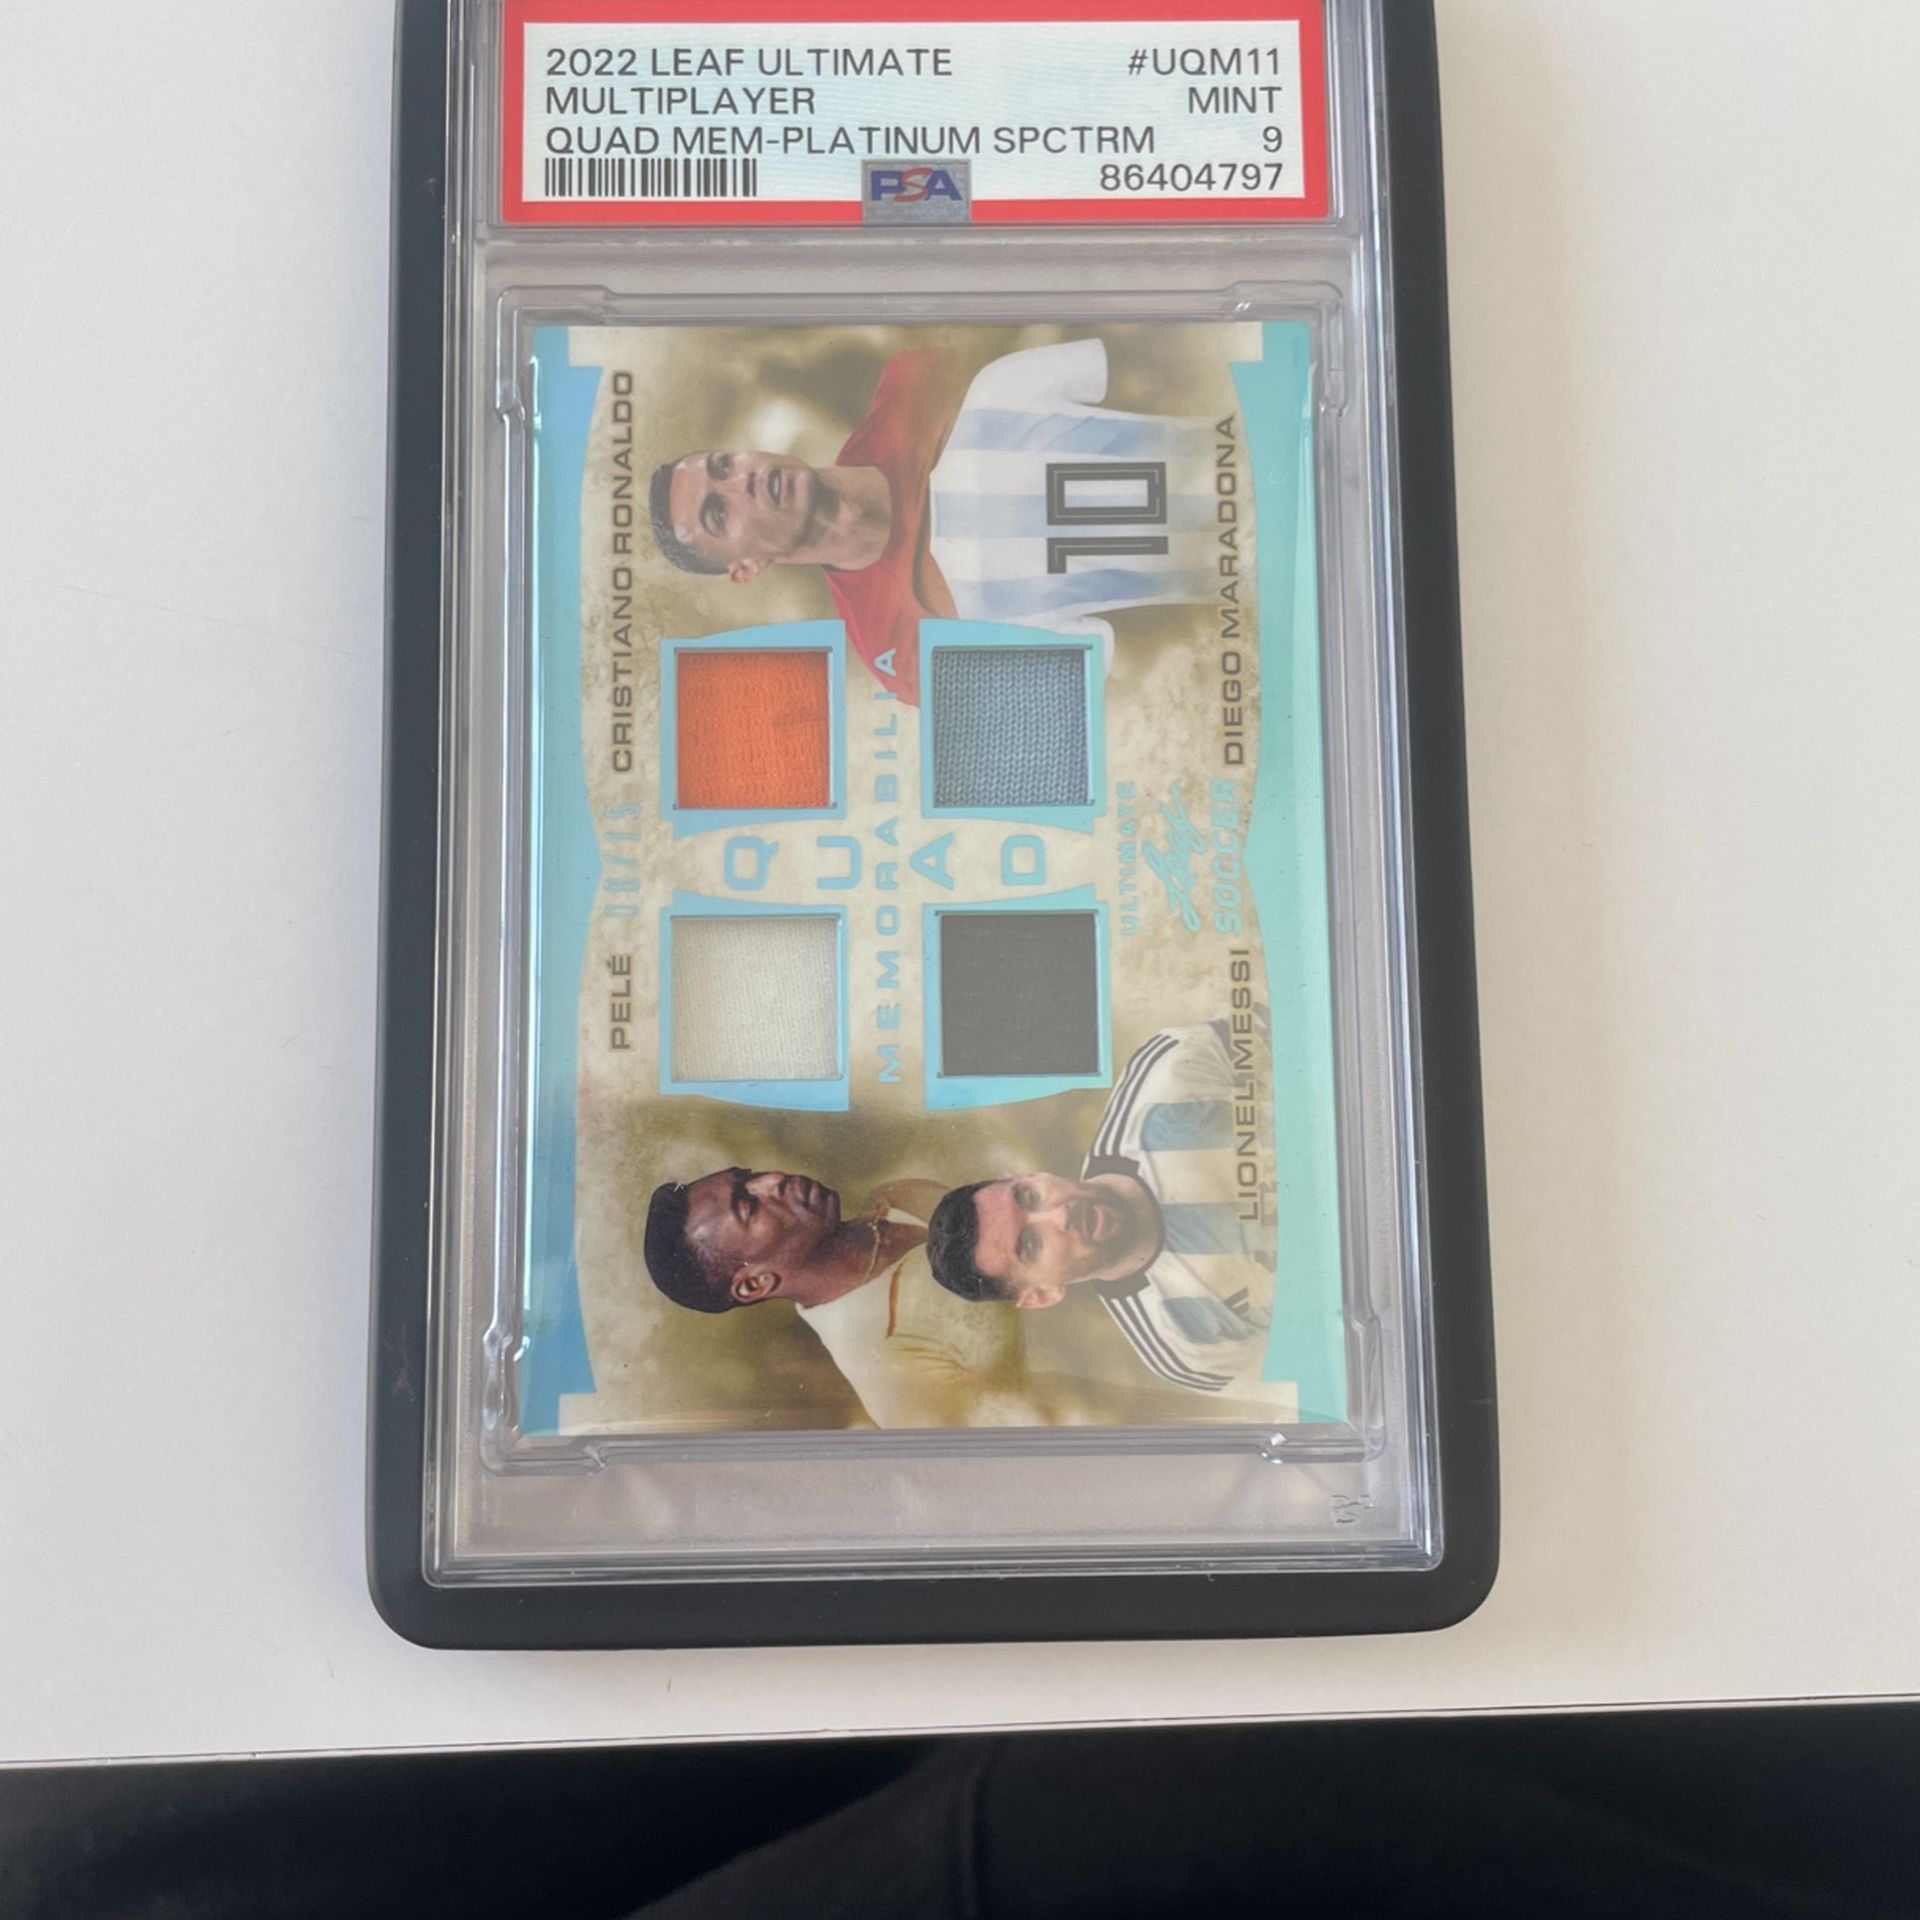 2022 LEAF ULTIMATE #UQM11
MULTIPLAYER MINT
QUAD MEM-PLATINUM SPCTRM 9
PSA 86404797
PELÉ
CRISTIANO RONALDO
QUAD
MEMORABILIA
10
ULTIMATE
Leaf
SOCCER
LIONEL MESSI
DIEGO MARADONA